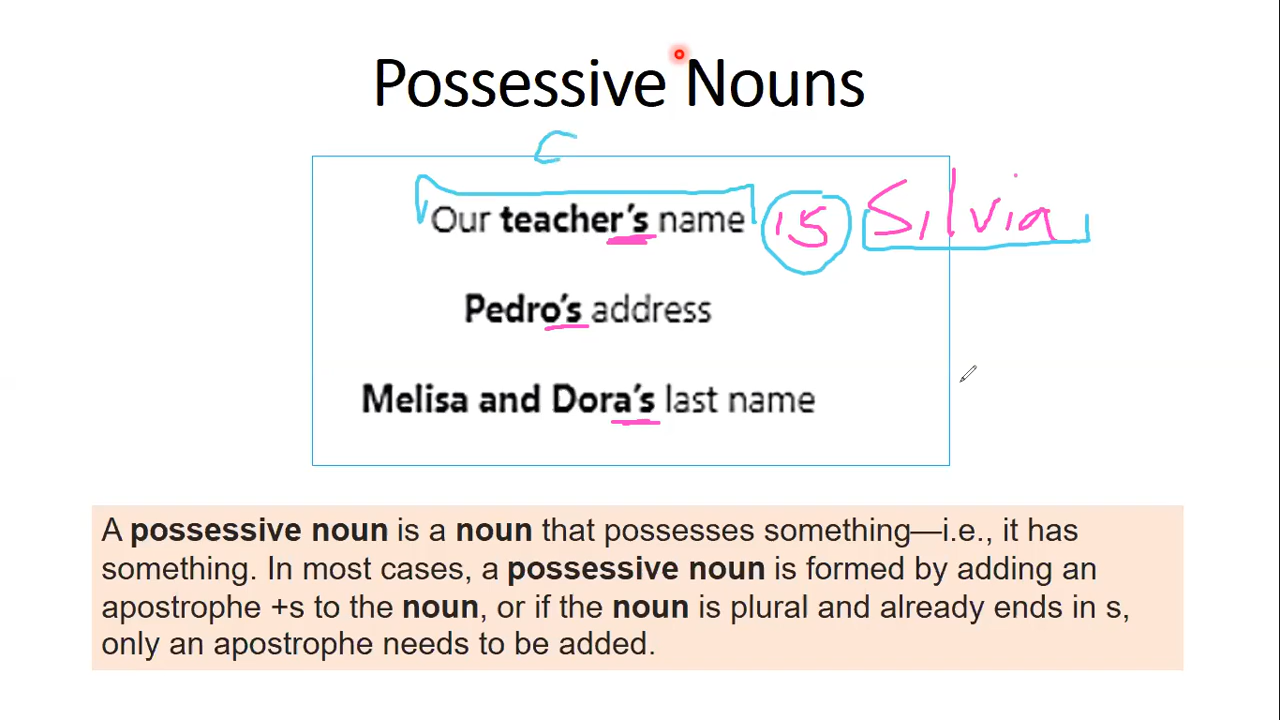 Possessive Nouns
Our teacher's name is Silvia
Pedro's address
Melisa and Dora's last name
A possessive noun is a noun that possesses something—i.e., it has
something. In most cases, a possessive noun is formed by adding an
apostrophe +s to the noun, or if the noun is plural and already ends in s,
only an apostrophe needs to be added.